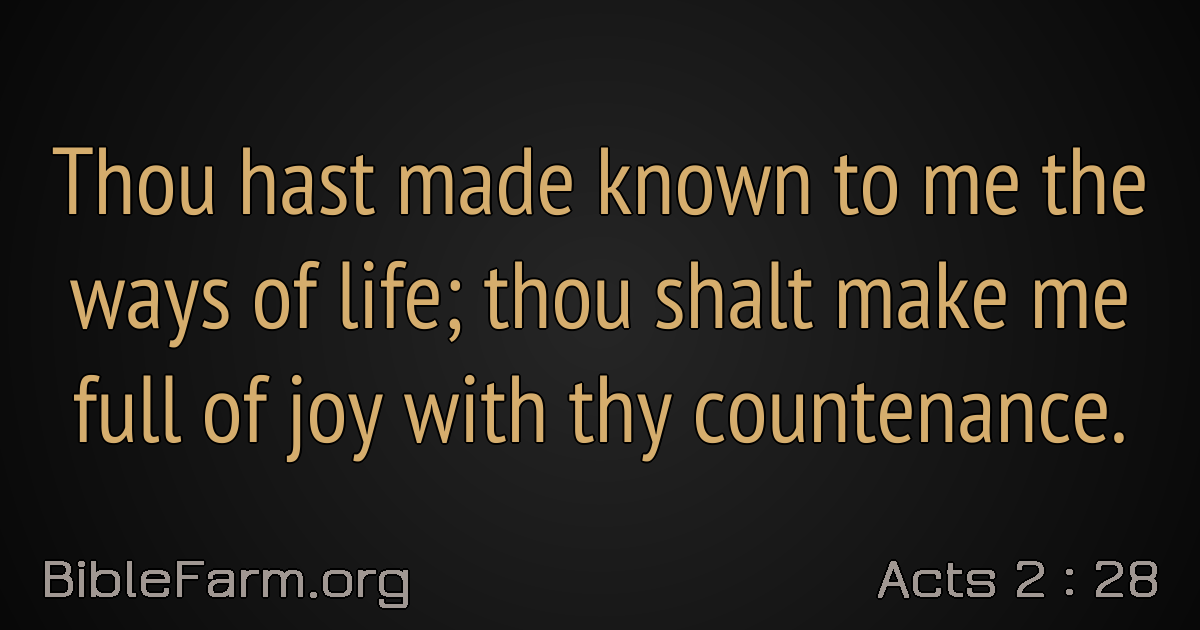 Thou hast made known to me the
ways of life; thou shalt make me
full of joy with thy countenance.
BibleFarm.org
Acts 2 : 28